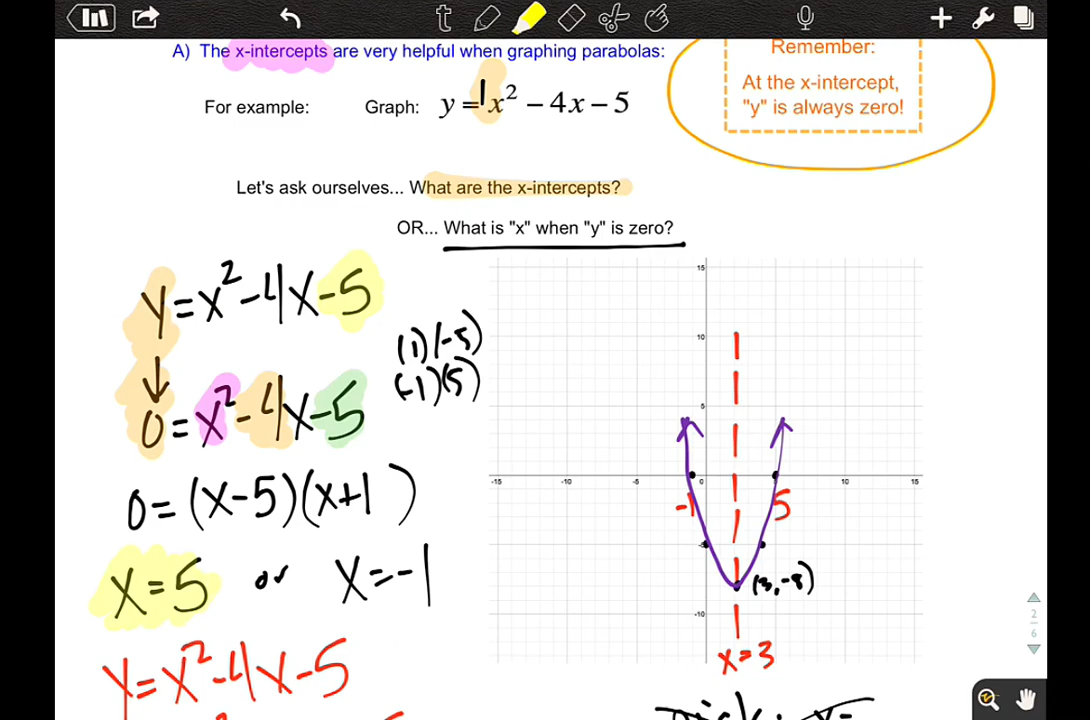 t
A) The x-intercepts are very helpful when graphing parabolas:
Remember:
At the x-intercept,
"y" is always zero!
For example: Graph: y = 1x² − 4x − 5
Let's ask ourselves... What are the x-intercepts?
OR... What is "x" when "y" is zero?
y = x² - 4x - 5
(1)(-5)
(-1)(5)
0 = x² - 4x - 5
0 = (x-5)(x+1)
x = 5 or x = -1
y = x² - 4x - 5
15
10
5
-15 -10 -5 0 10 15
-1 5
(3,-8)
-10
x = 3
2
6